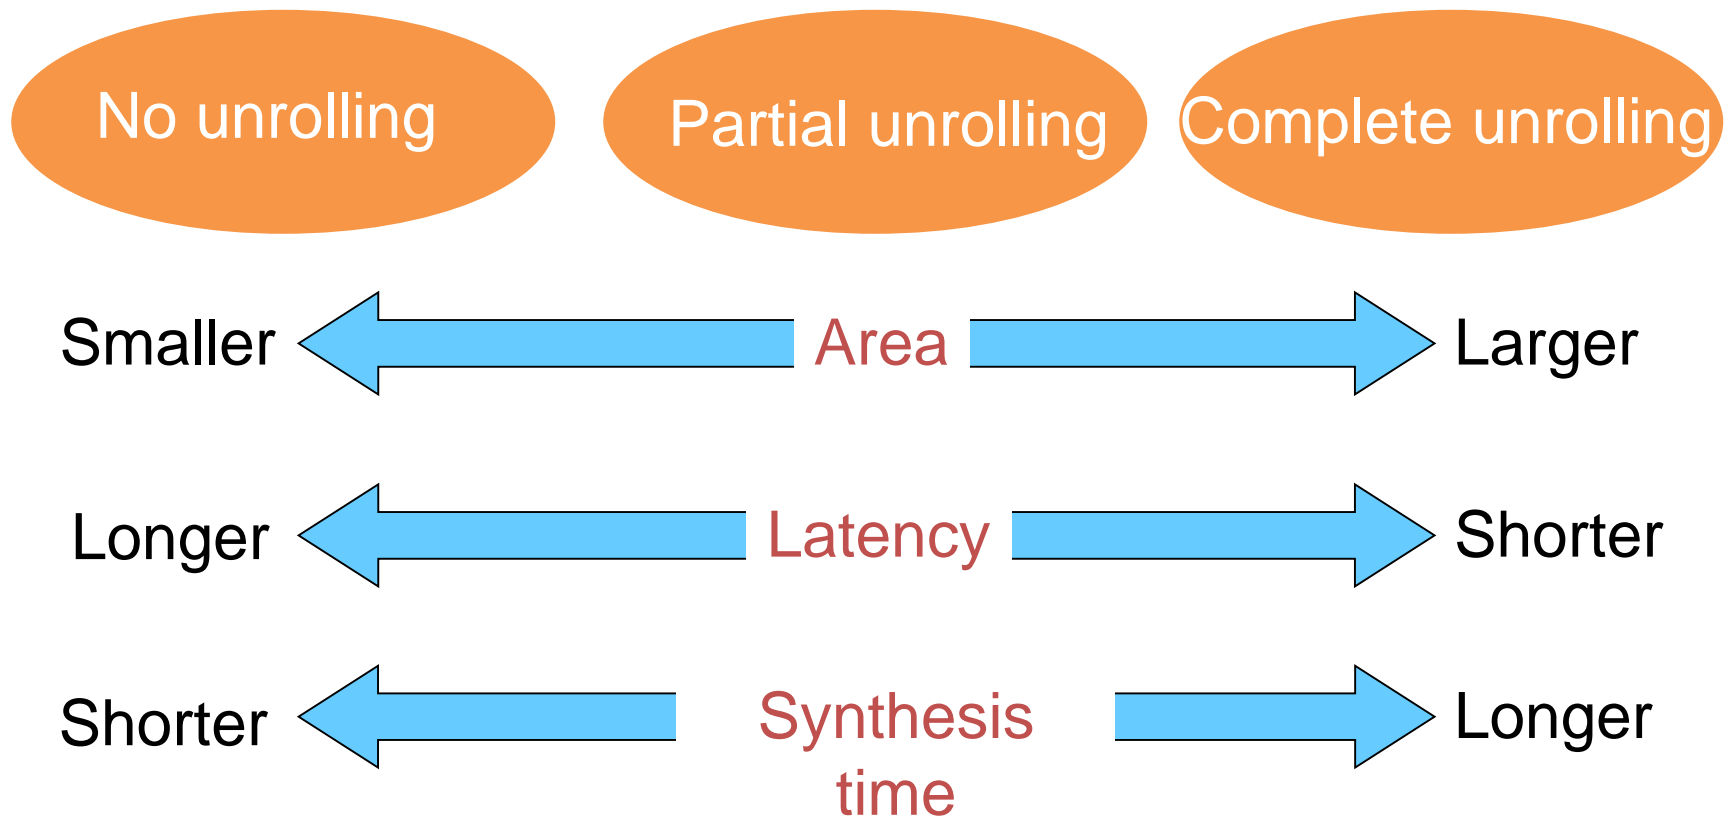 No unrolling
Partial unrolling
Complete unrolling
Smaller
Area
Larger
Longer
Latency
Shorter
Shorter
Synthesis
time
Longer